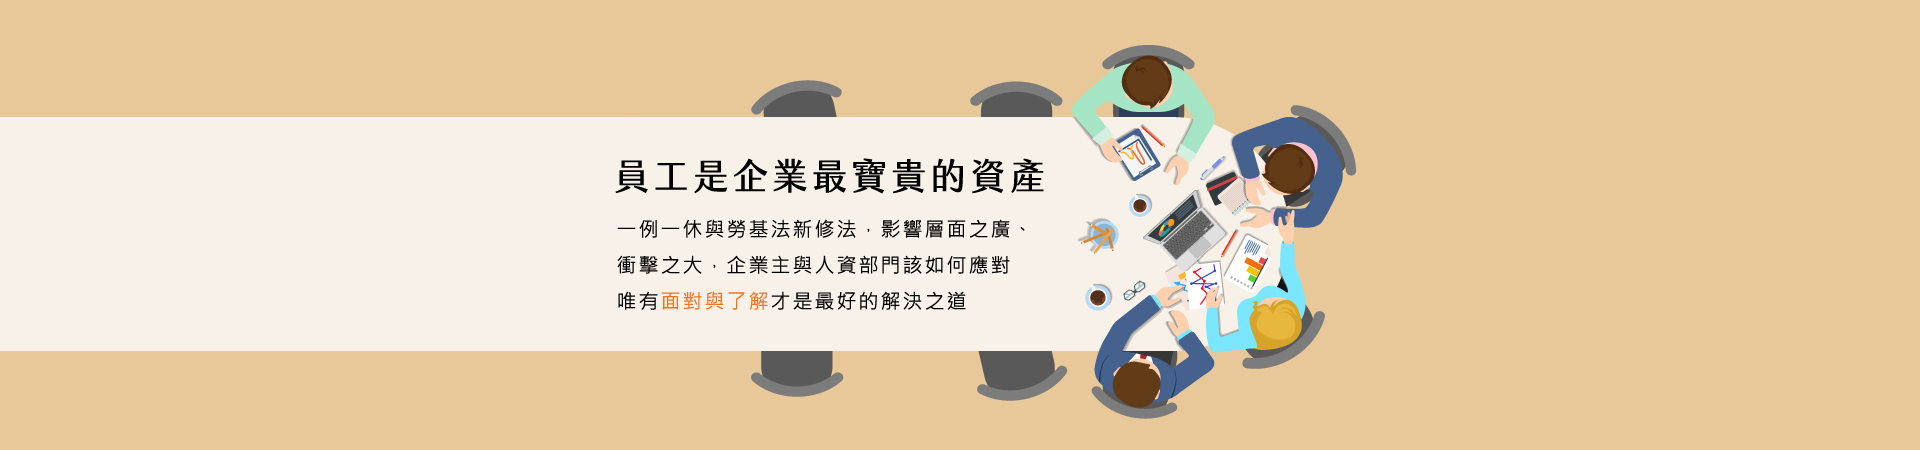 員工是企業最寶貴的資產
一例一休與勞基法新修法，影響層面之廣、
衝擊之大，企業主與人資部門該如何應對
唯有面對與了解才是最好的解決之道